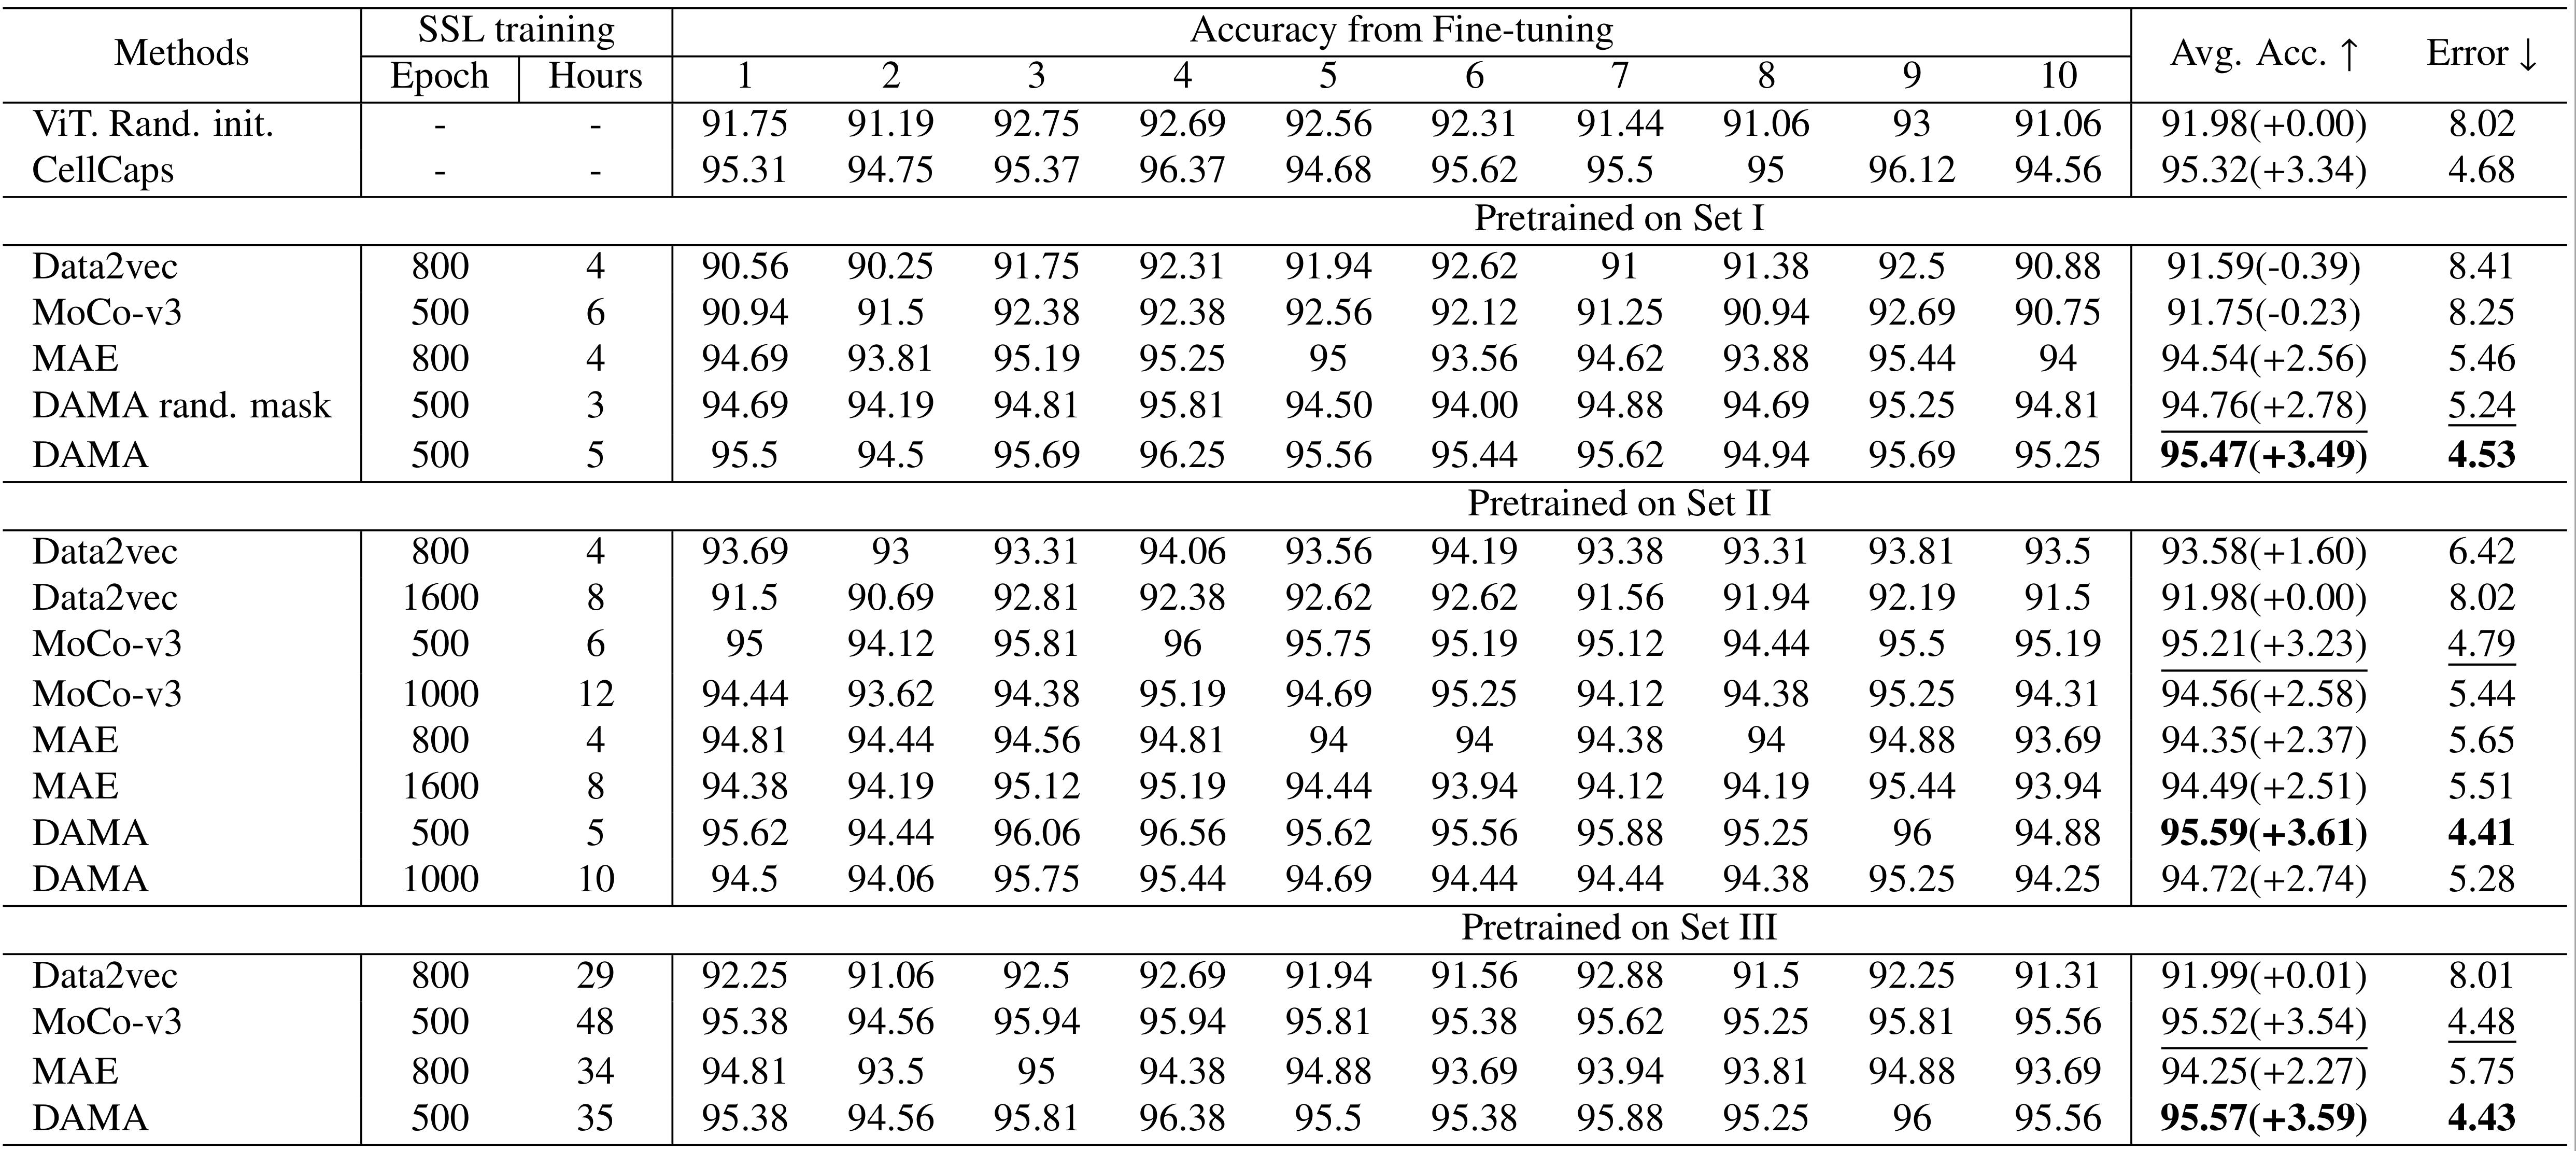 Methods SSL training Accuracy from Fine-tuning Avg. Acc. ↑ Error ↓
Epoch Hours 1 2 3 4 5 6 7 8 9 10
ViT. Rand. init. - - 91.75 91.19 92.75 92.69 92.56 92.31 91.44 91.06 93 91.06 91.98(+0.00) 8.02
CellCaps - - 95.31 94.75 95.37 96.37 94.68 95.62 95.5 95 96.12 94.56 95.32(+3.34) 4.68
Pretrained on Set I
Data2vec 800 4 90.56 90.25 91.75 92.31 91.94 92.62 91 91.38 92.5 90.88 91.59(-0.39) 8.41
MoCo-v3 500 6 90.94 91.5 92.38 92.38 92.56 92.12 91.25 90.94 92.69 90.75 91.75(-0.23) 8.25
MAE 800 4 94.69 93.81 95.19 95.25 95 93.56 94.62 93.88 95.44 94 94.54(+2.56) 5.46
DAMA rand. mask 500 3 94.69 94.19 94.81 95.81 94.50 94.00 94.88 94.69 95.25 94.81 94.76(+2.78) 5.24
DAMA 500 5 95.5 94.5 95.69 96.25 95.56 95.44 95.62 94.94 95.69 95.25 95.47(+3.49) 4.53
Pretrained on Set II
Data2vec 800 4 93.69 93 93.31 94.06 93.56 94.19 93.38 93.31 93.81 93.5 93.58(+1.60) 6.42
Data2vec 1600 8 91.5 90.69 92.81 92.38 92.62 92.62 91.56 91.94 92.19 91.5 91.98(+0.00) 8.02
MoCo-v3 500 6 95 94.12 95.81 96 95.75 95.19 95.12 94.44 95.5 95.19 95.21(+3.23) 4.79
MoCo-v3 1000 12 94.44 93.62 94.38 95.19 94.69 95.25 94.12 94.38 95.25 94.31 94.56(+2.58) 5.44
MAE 800 4 94.81 94.44 94.56 94.81 94 94 94.38 94 94.88 93.69 94.35(+2.37) 5.65
MAE 1600 8 94.38 94.19 95.12 95.19 94.44 93.94 94.12 94.19 95.44 93.94 94.49(+2.51) 5.51
DAMA 500 5 95.62 94.44 96.06 96.56 95.62 95.56 95.88 95.25 96 94.88 95.59(+3.61) 4.41
DAMA 1000 10 94.5 94.06 95.75 95.44 94.69 94.44 94.44 94.38 95.25 94.25 94.72(+2.74) 5.28
Pretrained on Set III
Data2vec 800 29 92.25 91.06 92.5 92.69 91.94 91.56 92.88 91.5 92.25 91.31 91.99(+0.01) 8.01
MoCo-v3 500 48 95.38 94.56 95.94 95.94 95.81 95.38 95.62 95.25 95.81 95.56 95.52(+3.54) 4.48
MAE 800 34 94.81 93.5 95 94.38 94.88 93.69 93.94 93.81 94.88 93.69 94.25(+2.27) 5.75
DAMA 500 35 95.38 94.56 95.81 96.38 95.5 95.38 95.88 95.25 96 95.56 95.57(+3.59) 4.43